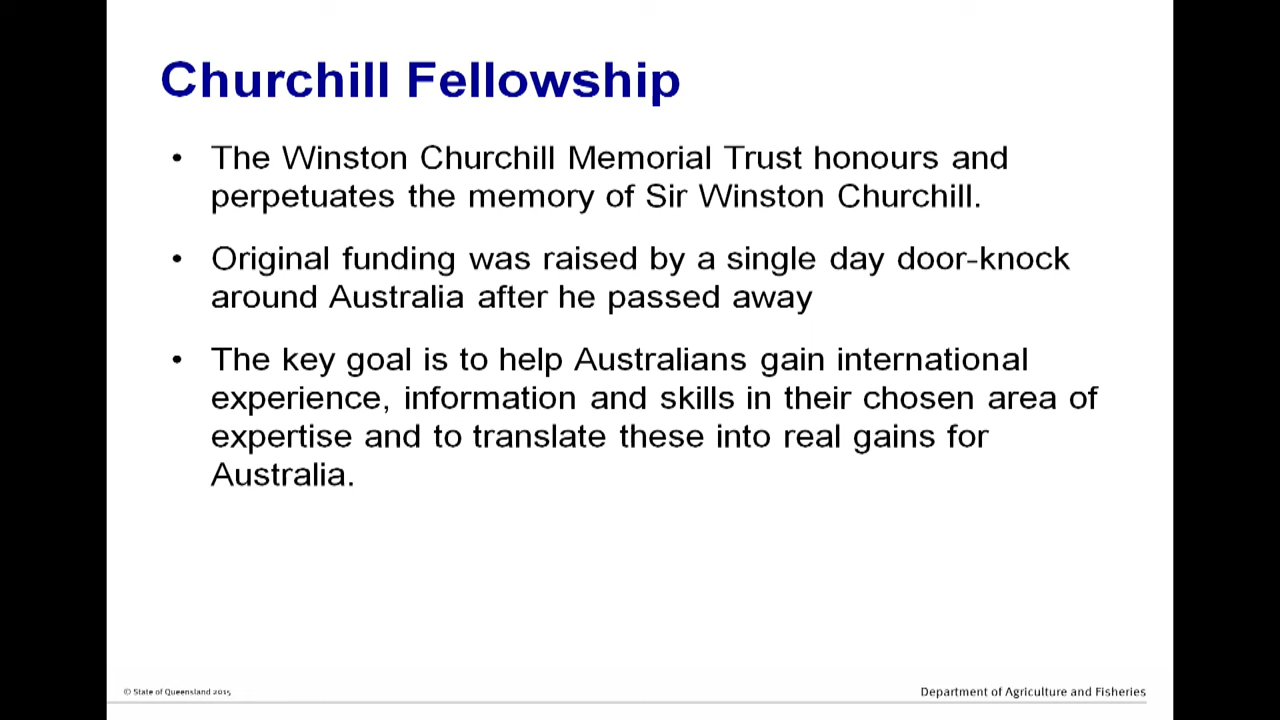 Churchill Fellowship
• The Winston Churchill Memorial Trust honours and
perpetuates the memory of Sir Winston Churchill.
• Original funding was raised by a single day door-knock
around Australia after he passed away
• The key goal is to help Australians gain international
experience, information and skills in their chosen area of
expertise and to translate these into real gains for
Australia.
© State of Queensland 2015
Department of Agriculture and Fisheries